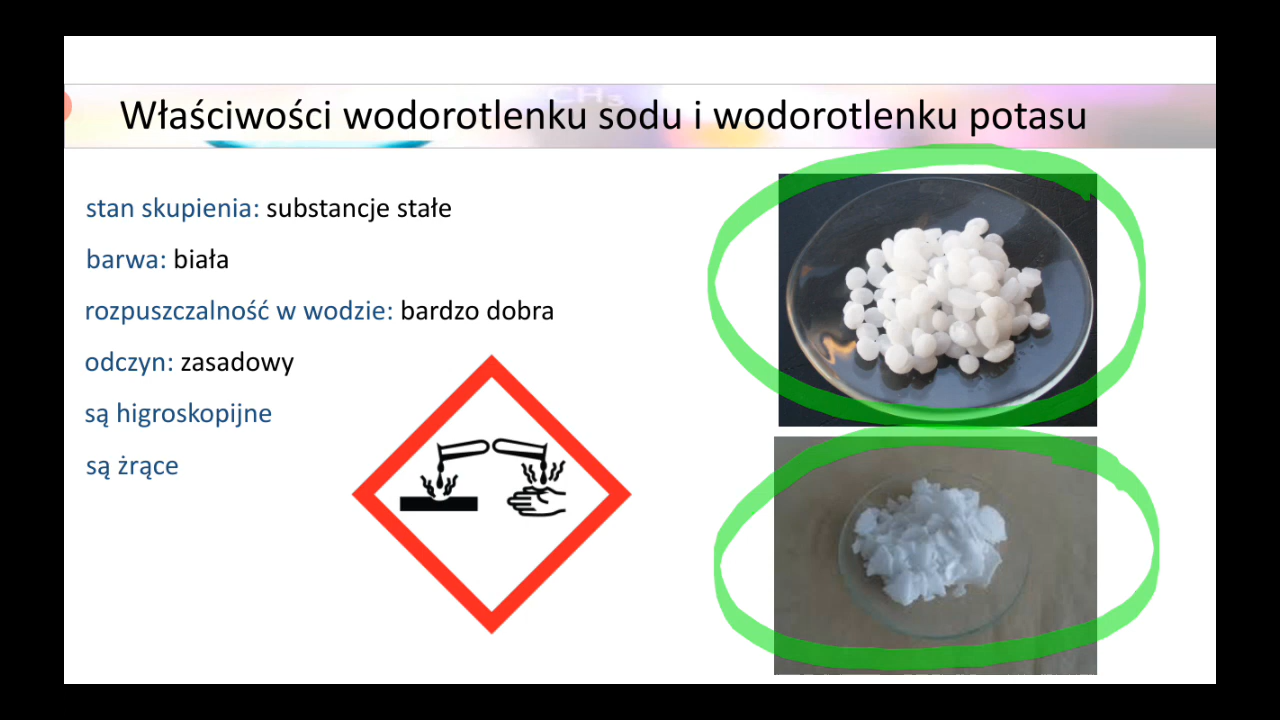 Właściwości wodorotlenku sodu i wodorotlenku potasu
CH₃
stan skupienia: substancje stałe
barwa: biała
rozpuszczalność w wodzie: bardzo dobra
odczyn: zasadowy
są higroskopijne
są żrące